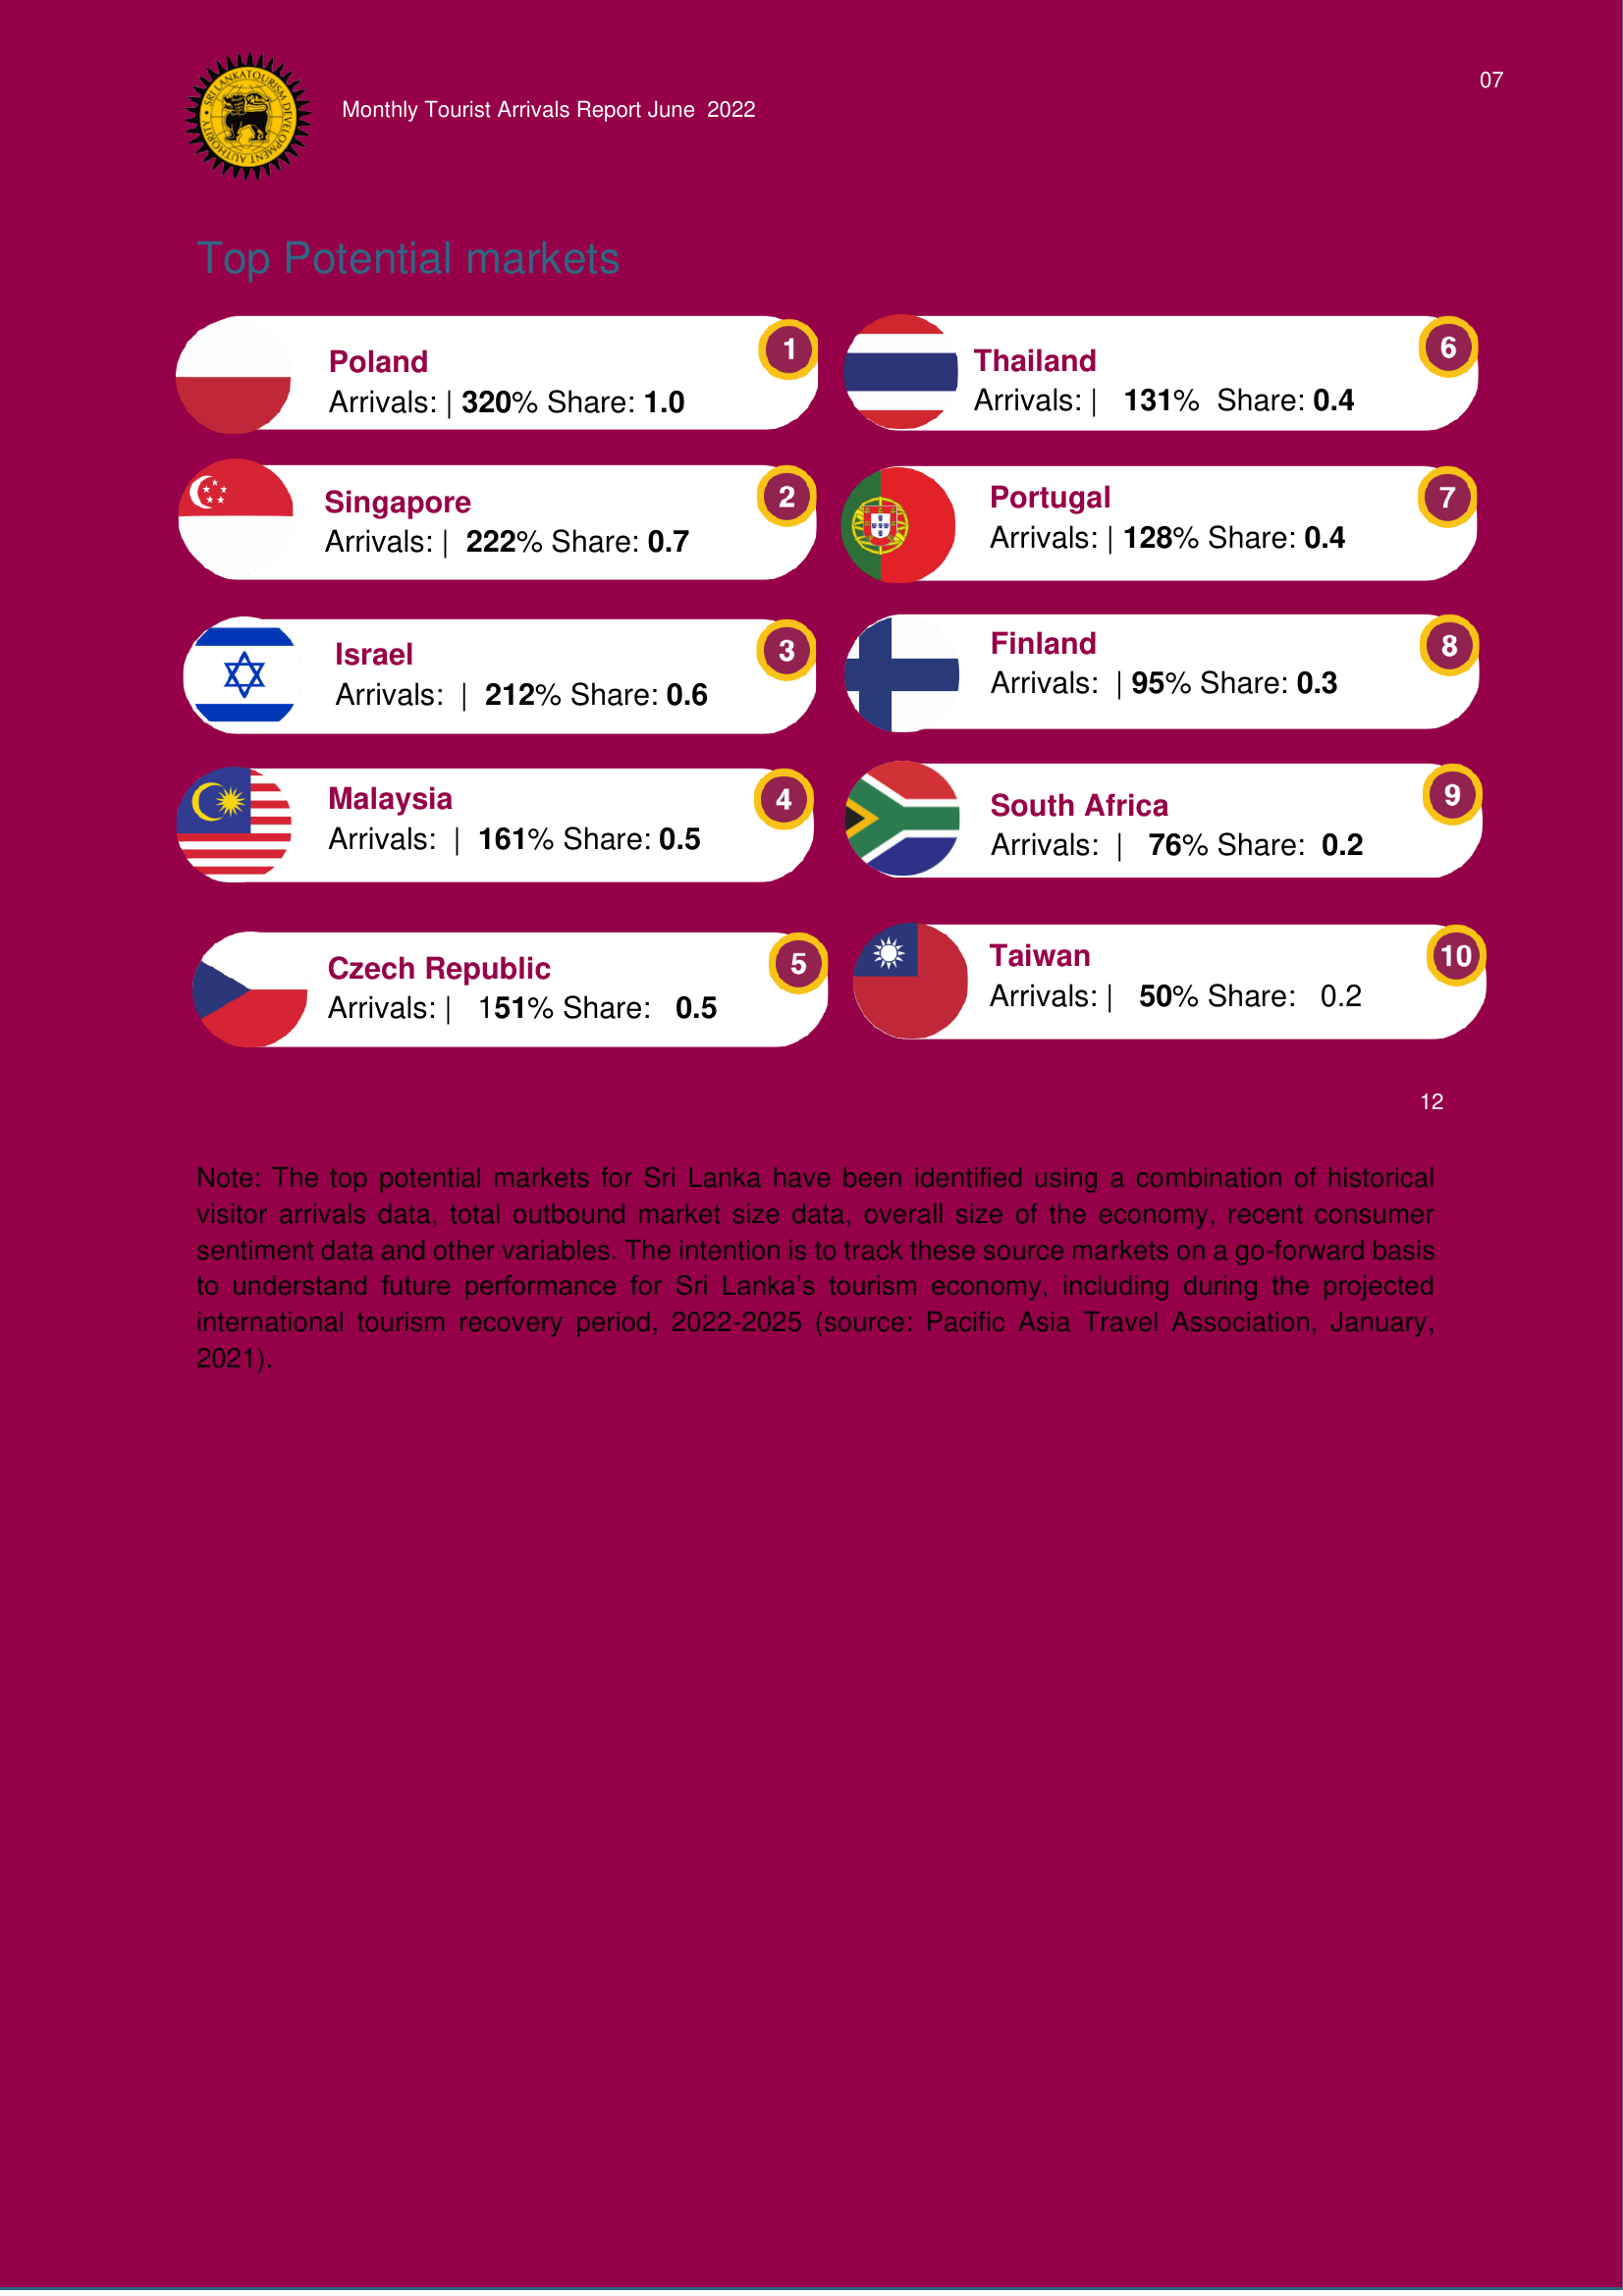 07
SRI LANKA TOURISM DEVELOPMENT AUTHORITY
Monthly Tourist Arrivals Report June 2022
Top Potential markets
1
Poland
Arrivals: | 320% Share: 1.0
2
Singapore
Arrivals: | 222% Share: 0.7
3
Israel
Arrivals: | 212% Share: 0.6
4
Malaysia
Arrivals: | 161% Share: 0.5
5
Czech Republic
Arrivals: | 151% Share: 0.5
6
Thailand
Arrivals: | 131% Share: 0.4
7
Portugal
Arrivals: | 128% Share: 0.4
8
Finland
Arrivals: | 95% Share: 0.3
9
South Africa
Arrivals: | 76% Share: 0.2
10
Taiwan
Arrivals: | 50% Share: 0.2
12
Note: The top potential markets for Sri Lanka have been identified using a combination of historical
visitor arrivals data, total outbound market size data, overall size of the economy, recent consumer
sentiment data and other variables. The intention is to track these source markets on a go-forward basis
to understand future performance for Sri Lanka’s tourism economy, including during the projected
international tourism recovery period, 2022-2025 (source: Pacific Asia Travel Association, January,
2021).